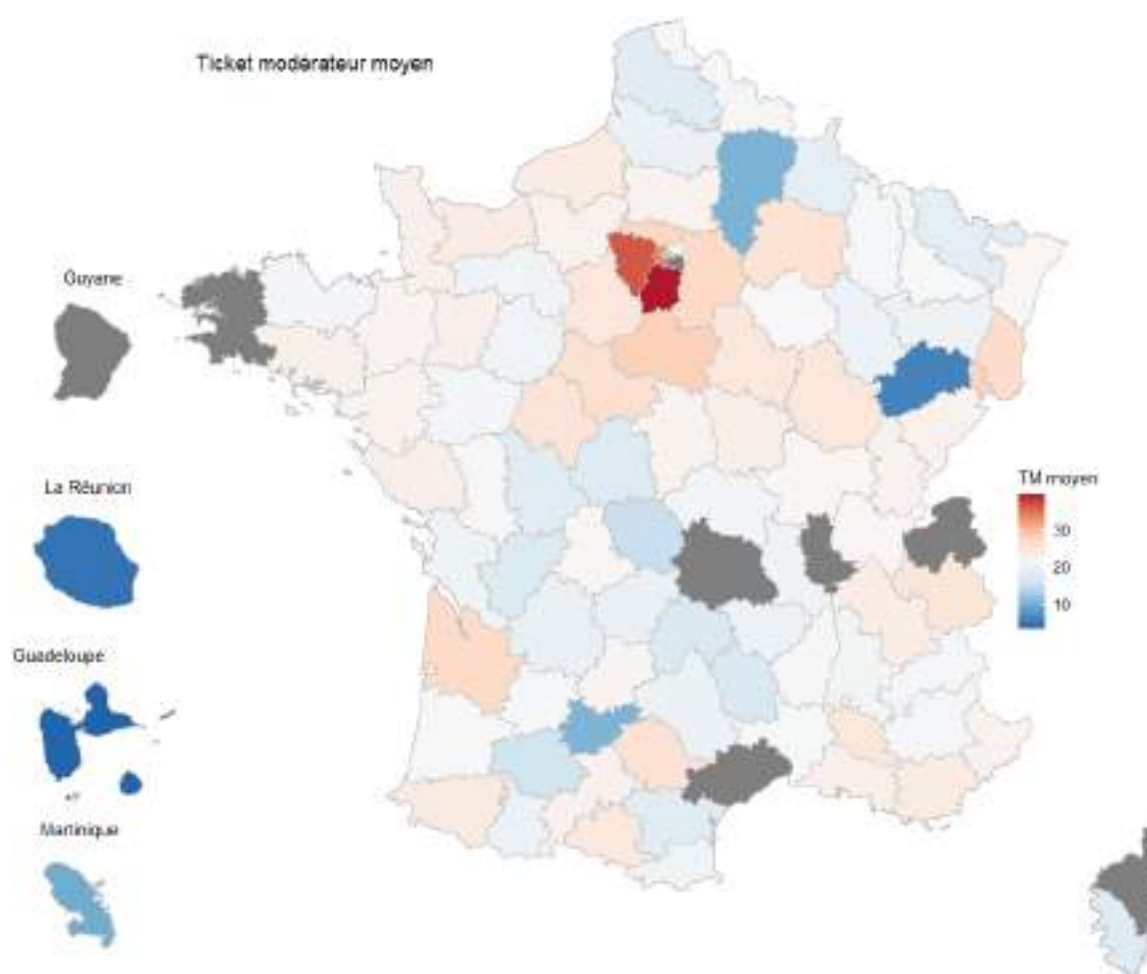 Ticket modérateur moyen
Guyane
La Réunion
Guadeloupe
Martinique
TM moyen
30
20
10